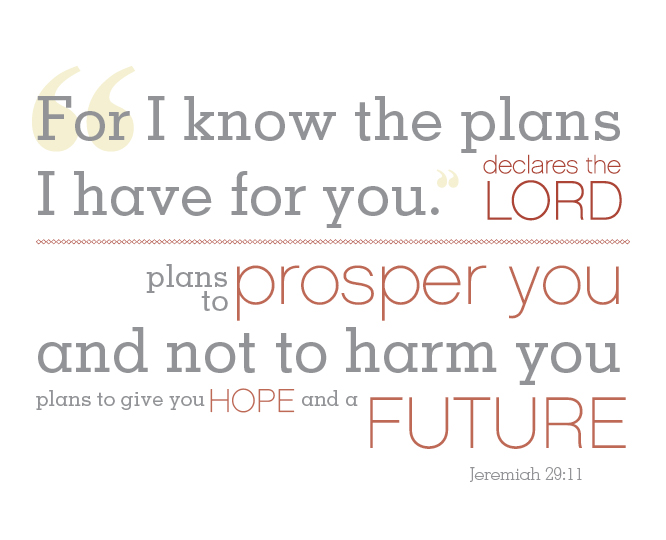 “For I know the plans
I have for you.” declares the LORD
plans to prosper you
and not to harm you
plans to give you HOPE and a FUTURE
Jeremiah 29:11